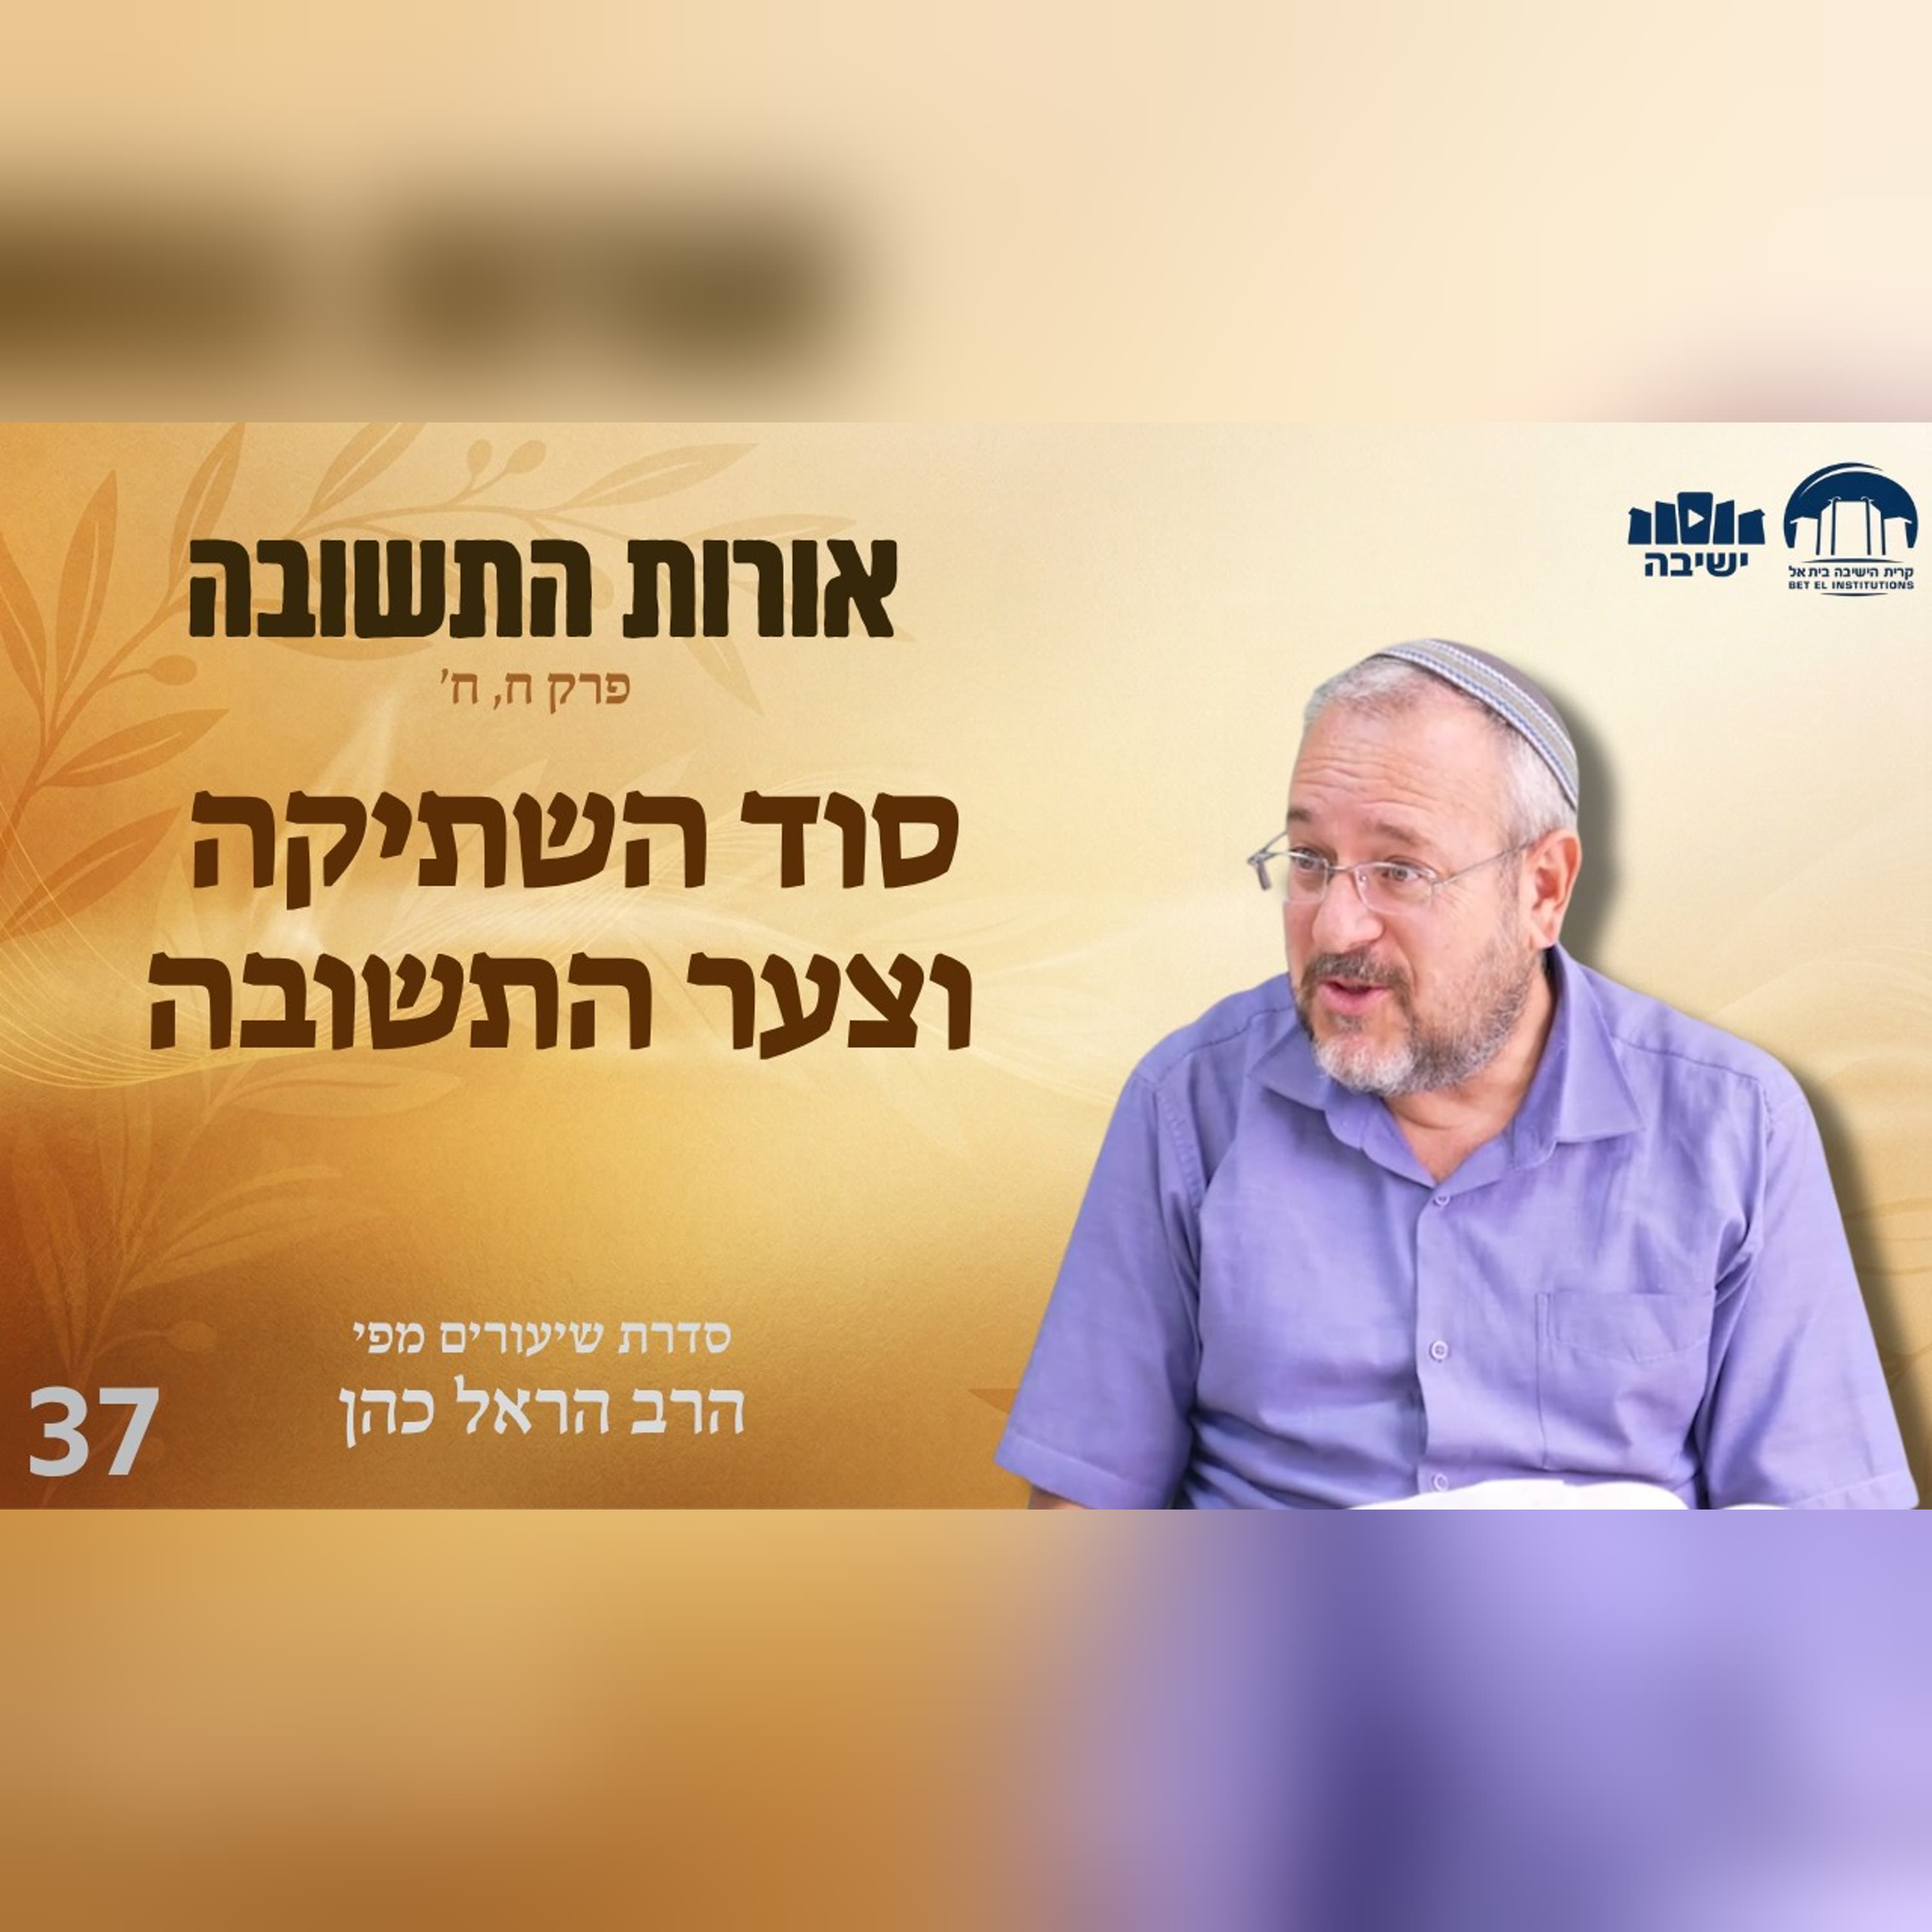 אורות התשובה
פרק ח, ח'
סוד השתיקה
וצער התשובה
סדרת שיעורים מפי
הרב הראל כהן
37
ישיבה
קרית הישיבה בית אל
BET EL INSTITUTIONS